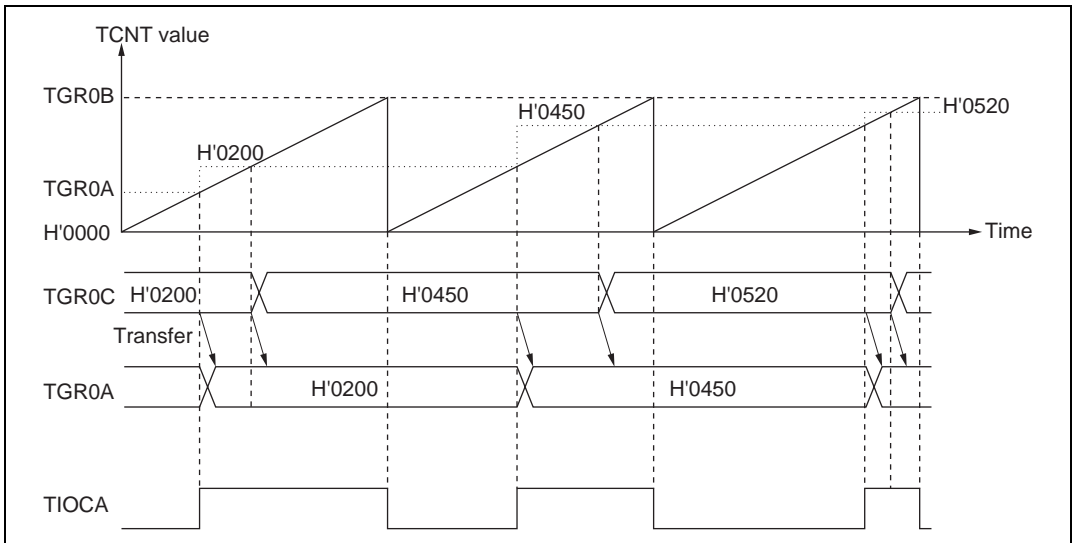 TCNT value
TGR0B
H'0520
H'0450
H'0200
TGR0A
H'0000
Time
TGR0C
H'0200
H'0450
H'0520
Transfer
TGR0A
H'0200
H'0450
TIOCA